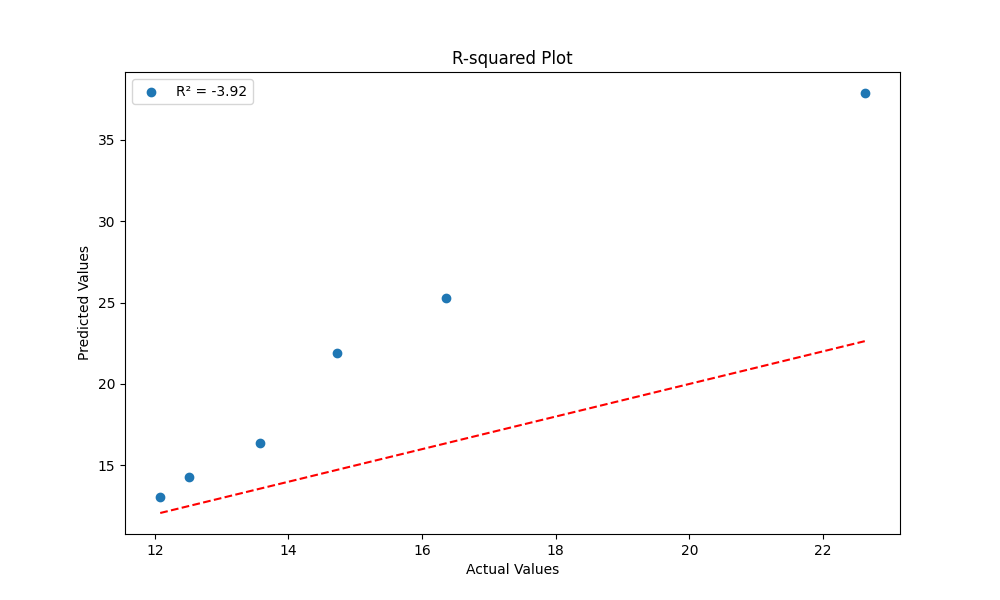 R-squared Plot
R² = -3.92
Predicted Values
35
30
25
20
15
12 14 16 18 20 22
Actual Values